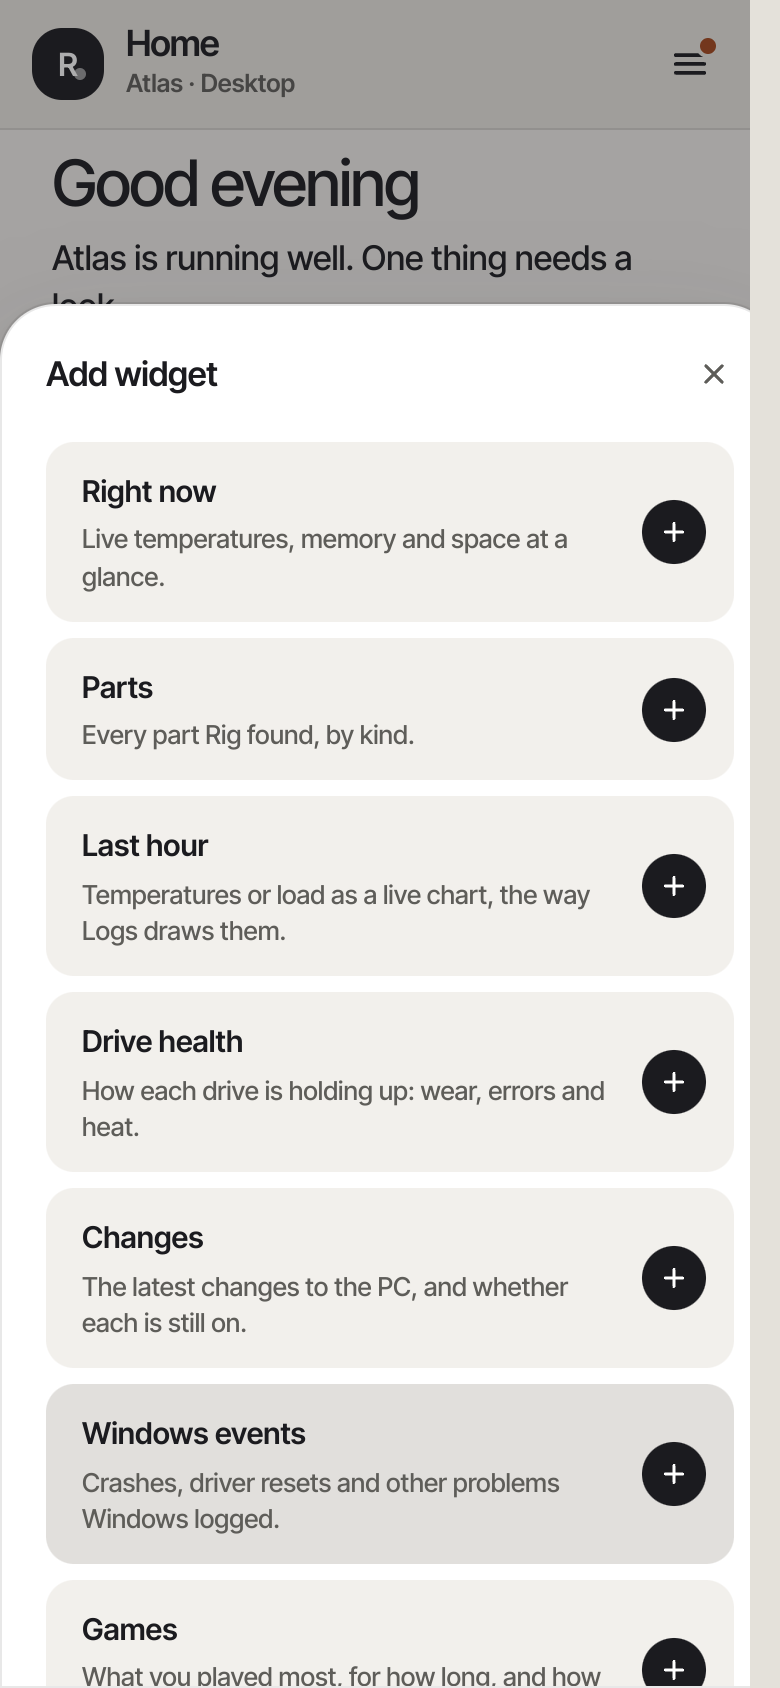 R
Home
Atlas · Desktop
Good evening
Atlas is running well. One thing needs a
look.
Add widget
Right now
Live temperatures, memory and space at a
glance.
Parts
Every part Rig found, by kind.
Last hour
Temperatures or load as a live chart, the way
Logs draws them.
Drive health
How each drive is holding up: wear, errors and
heat.
Changes
The latest changes to the PC, and whether
each is still on.
Windows events
Crashes, driver resets and other problems
Windows logged.
Games
What you played most, for how long, and how